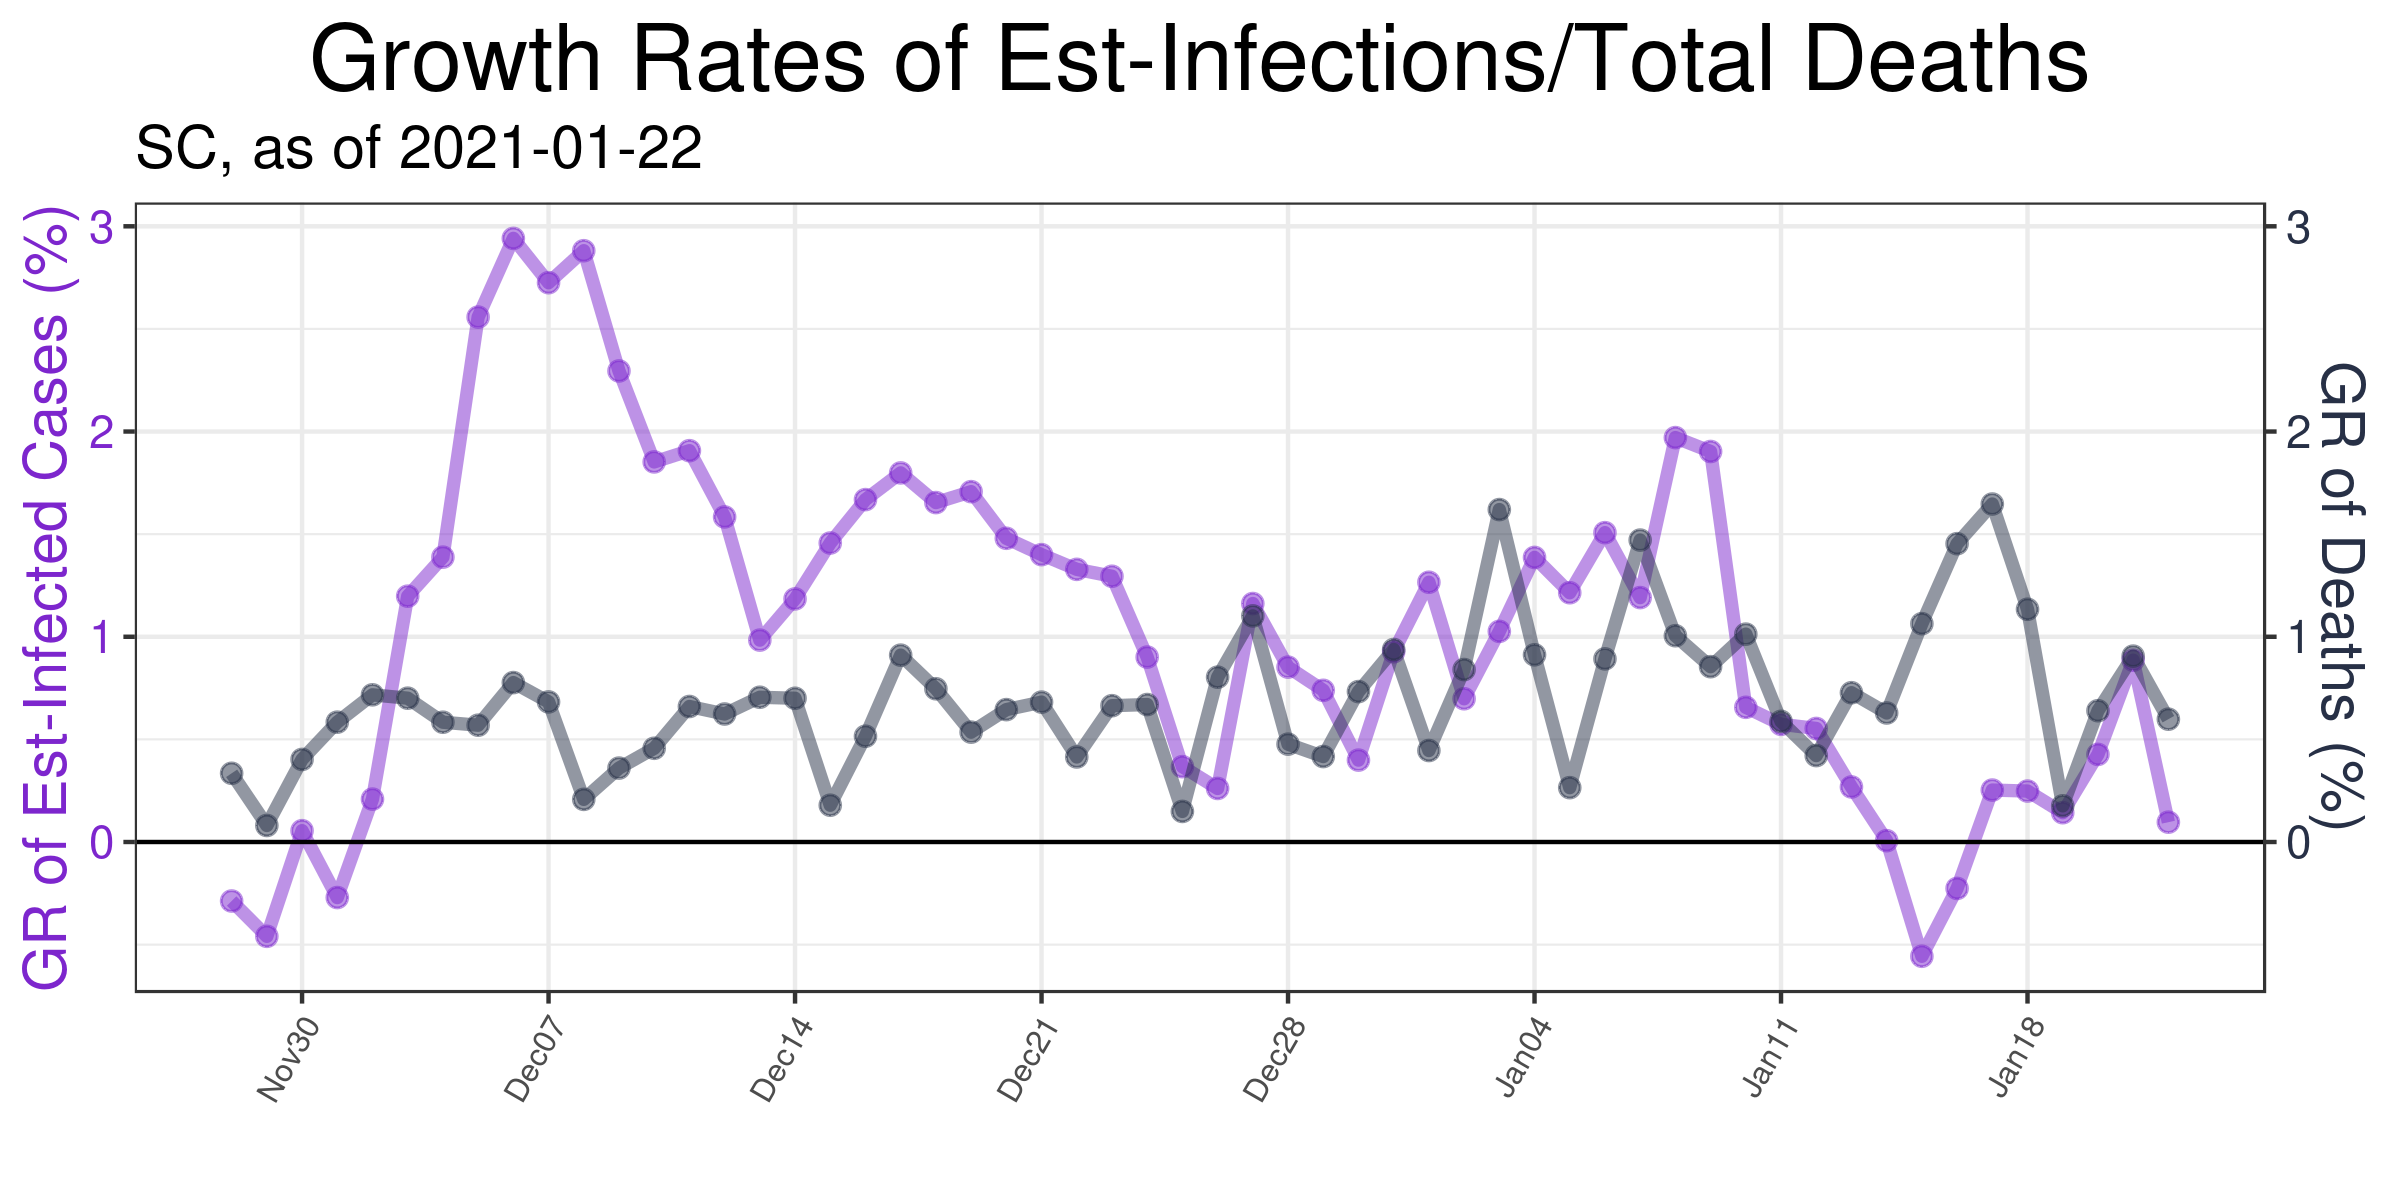 Growth Rates of Est-Infections/Total Deaths
SC, as of 2021-01-22
GR of Est-Infected Cases (%)
3
2
1
0
3
2
1
0
GR of Deaths (%)
Nov30
Dec07
Dec14
Dec21
Dec28
Jan04
Jan11
Jan18